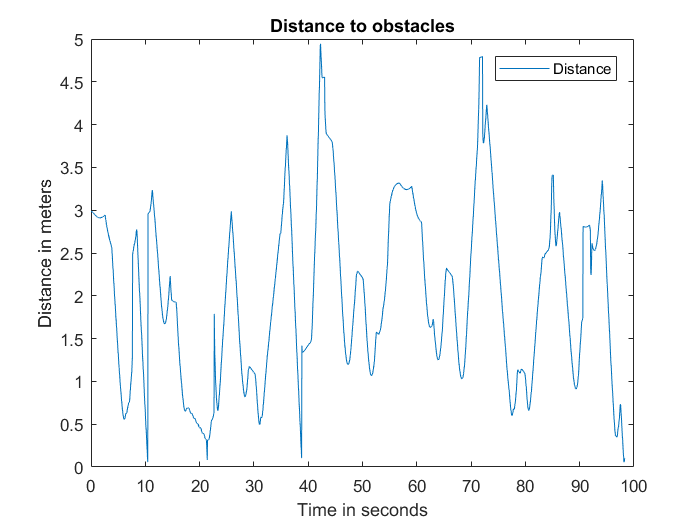 Distance to obstacles
Distance
5
4.5
4
3.5
3
2.5
2
1.5
1
0.5
0
Distance in meters
0 10 20 30 40 50 60 70 80 90 100
Time in seconds